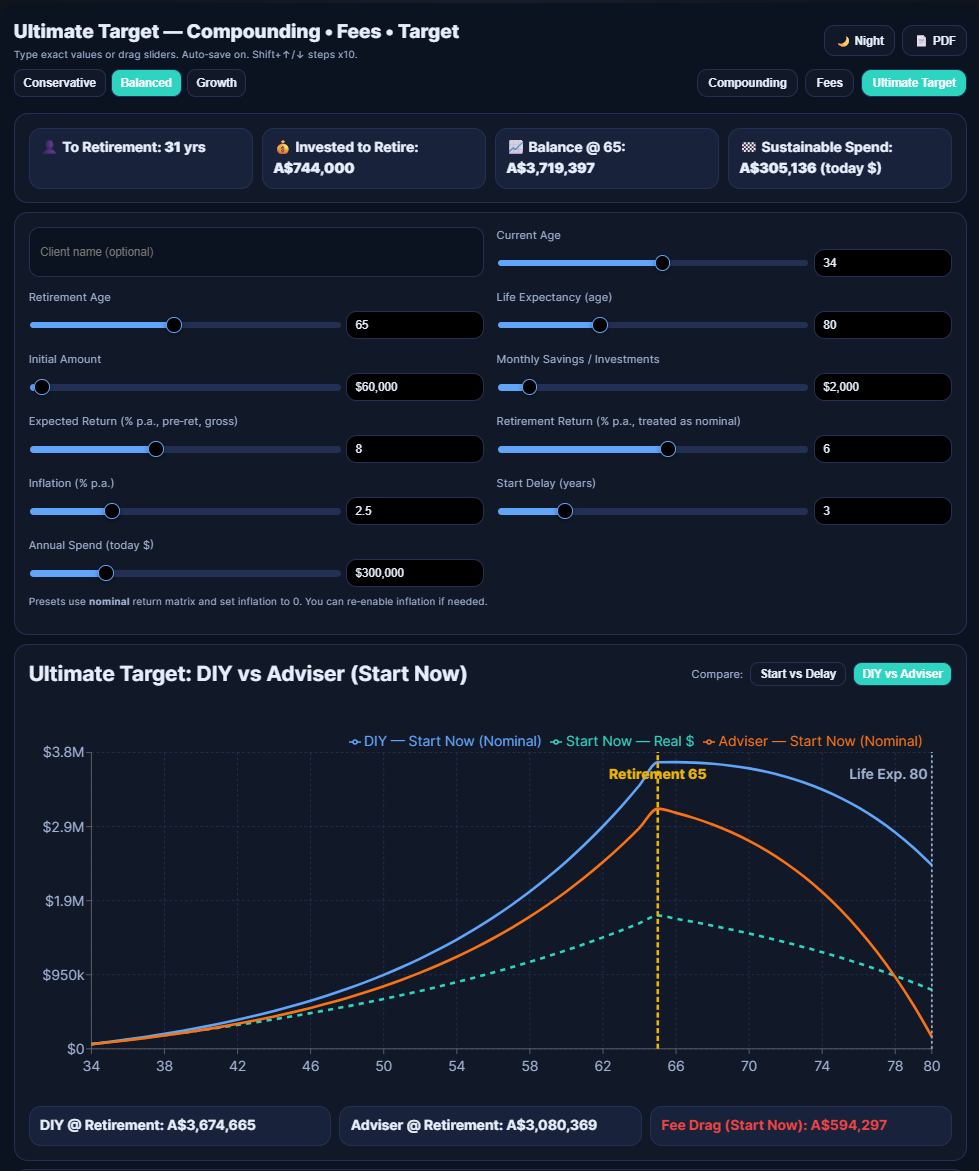 Ultimate Target — Compounding • Fees • Target
Type exact values or drag sliders. Auto-save on. Shift+↑/↓ steps x10.
🌙 Night
📄 PDF
Conservative
Balanced
Growth
Compounding
Fees
Ultimate Target
👤 To Retirement: 31 yrs
💰 Invested to Retire:
A$744,000
📈 Balance @ 65:
A$3,719,397
🏁 Sustainable Spend:
A$305,136 (today $)
Client name (optional)
Current Age
34
Retirement Age
65
Life Expectancy (age)
80
Initial Amount
$60,000
Monthly Savings / Investments
$2,000
Expected Return (% p.a., pre-ret, gross)
8
Retirement Return (% p.a., treated as nominal)
6
Inflation (% p.a.)
2.5
Start Delay (years)
3
Annual Spend (today $)
$300,000
Presets use nominal return matrix and set inflation to 0. You can re-enable inflation if needed.
Ultimate Target: DIY vs Adviser (Start Now)
Compare:
Start vs Delay
DIY vs Adviser
DIY — Start Now (Nominal)
Start Now — Real $
Adviser — Start Now (Nominal)
$3.8M
Retirement 65
Life Exp. 80
$2.9M
$1.9M
$950k
$0
34 38 42 46 50 54 58 62 66 70 74 78 80
DIY @ Retirement: A$3,674,665
Adviser @ Retirement: A$3,080,369
Fee Drag (Start Now): A$594,297